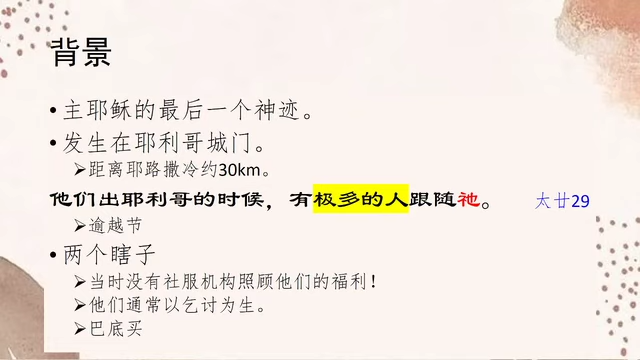 背景
• 主耶稣的最后一个神迹。
• 发生在耶利哥城门。
➢距离耶路撒冷约30km。
他们出耶利哥的时候，有极多的人跟随祂。 太廿29
➢逾越节
• 两个瞎子
➢当时没有社服机构照顾他们的福利！
➢他们通常以乞讨为生。
➢巴底买